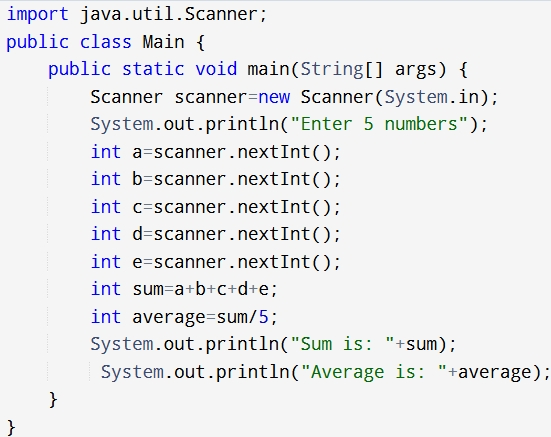 import java.util.Scanner;
public class Main {
    public static void main(String[] args) {
        Scanner scanner=new Scanner(System.in);
        System.out.println("Enter 5 numbers");
        int a=scanner.nextInt();
        int b=scanner.nextInt();
        int c=scanner.nextInt();
        int d=scanner.nextInt();
        int e=scanner.nextInt();
        int sum=a+b+c+d+e;
        int average=sum/5;
        System.out.println("Sum is: "+sum);
         System.out.println("Average is: "+average);
    }
}